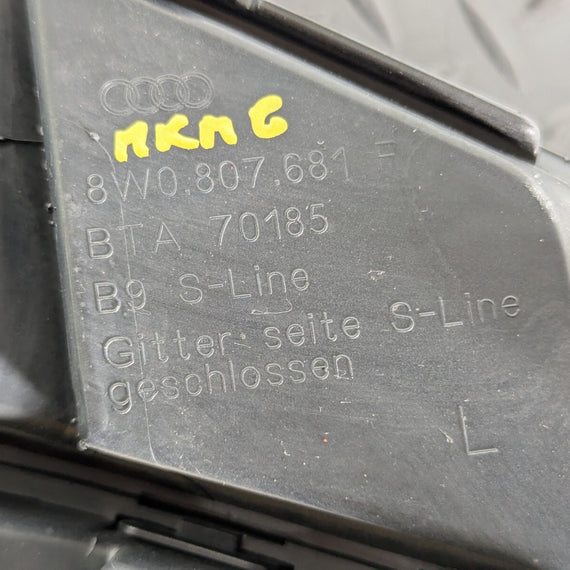 MKM G
8W0.807.681 F
BTA 70185
B9 S-Line
Gitter seite S-Line
geschlossen
L